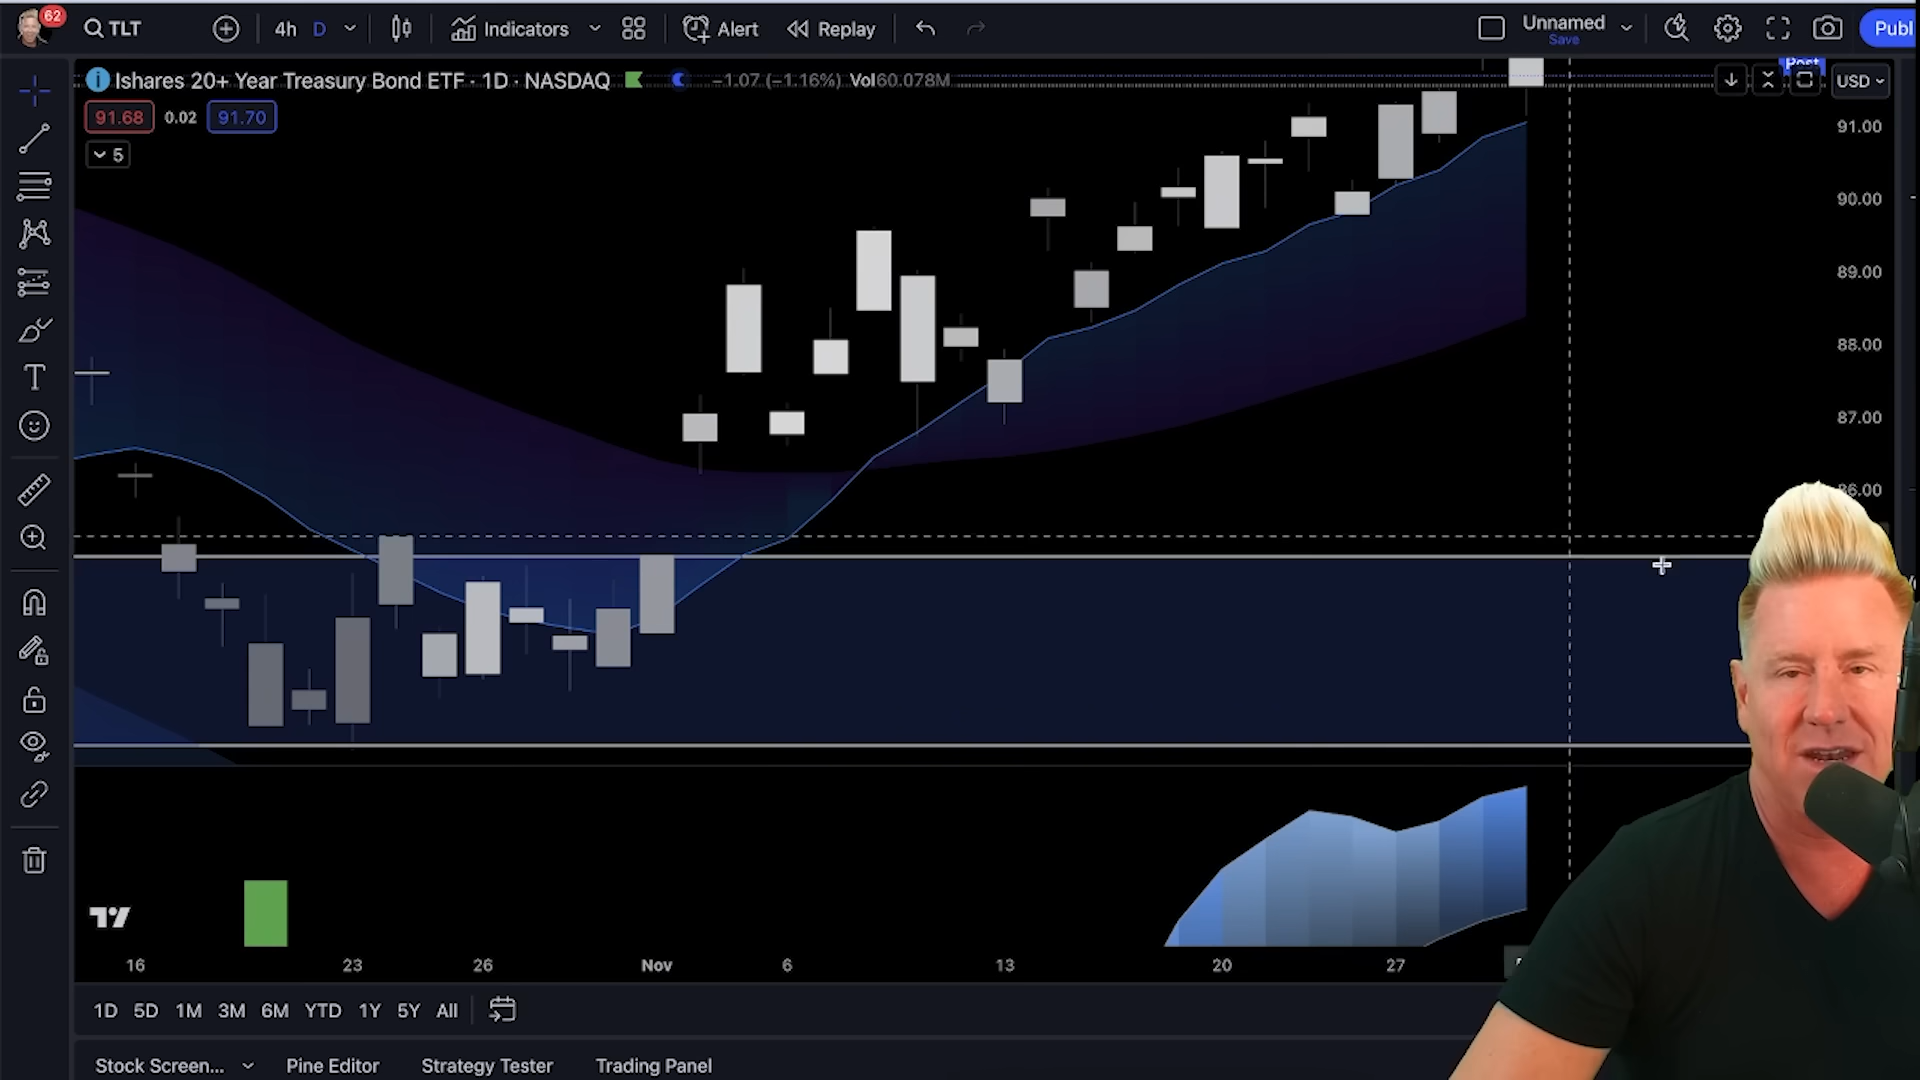 62
TLT
4h D
Indicators
Alert
Replay
Unnamed
Save
Publ
Ishares 20+ Year Treasury Bond ETF · 1D · NASDAQ
−1.07 (−1.16%) Vol60.078M
Post
USD
91.68 0.02 91.70
5
91.00
90.00
89.00
88.00
87.00
86.00
16 23 26 Nov 6 13 20 27
1D 5D 1M 3M 6M YTD 1Y 5Y All
Stock Screen... Pine Editor Strategy Tester Trading Panel